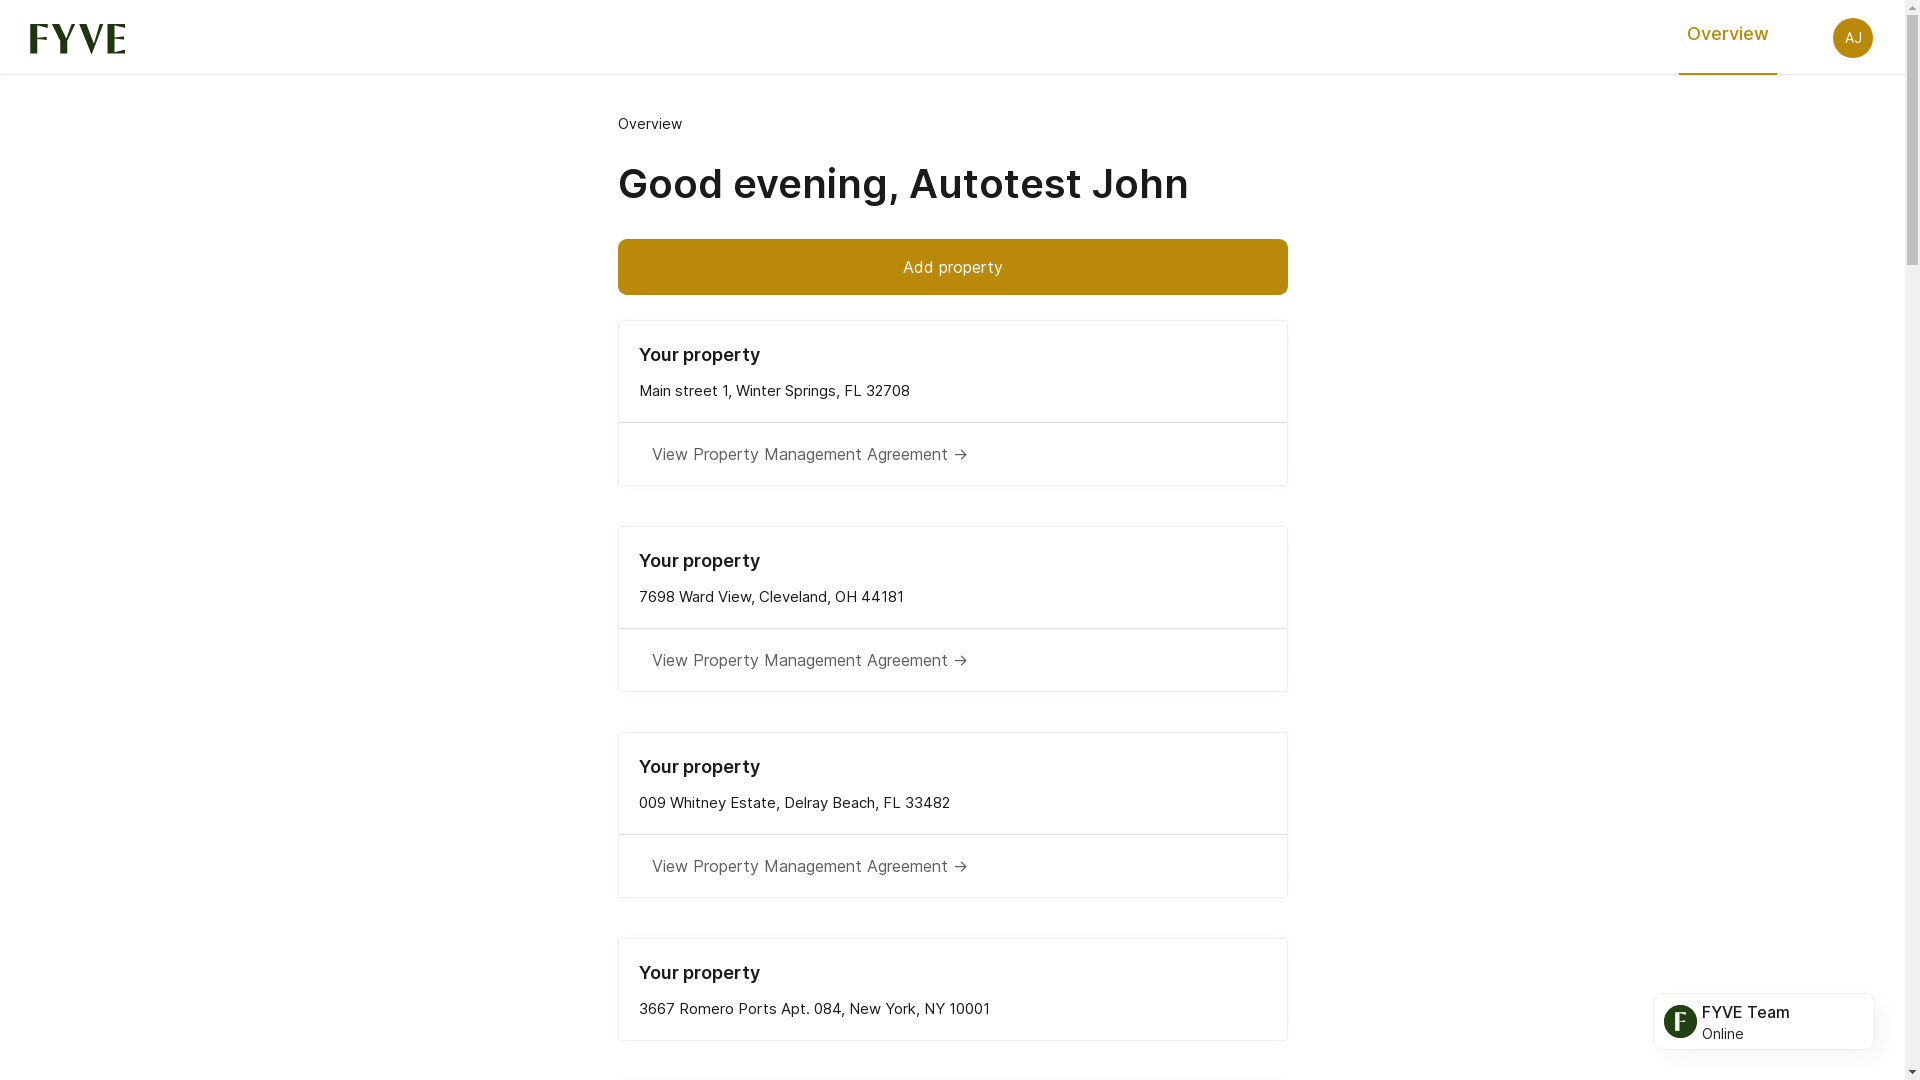 FYVE
Overview
AJ
Overview
Good evening, Autotest John
Add property
Your property
Main street 1, Winter Springs, FL 32708
View Property Management Agreement →
Your property
7698 Ward View, Cleveland, OH 44181
View Property Management Agreement →
Your property
009 Whitney Estate, Delray Beach, FL 33482
View Property Management Agreement →
Your property
3667 Romero Ports Apt. 084, New York, NY 10001
F
FYVE Team
Online